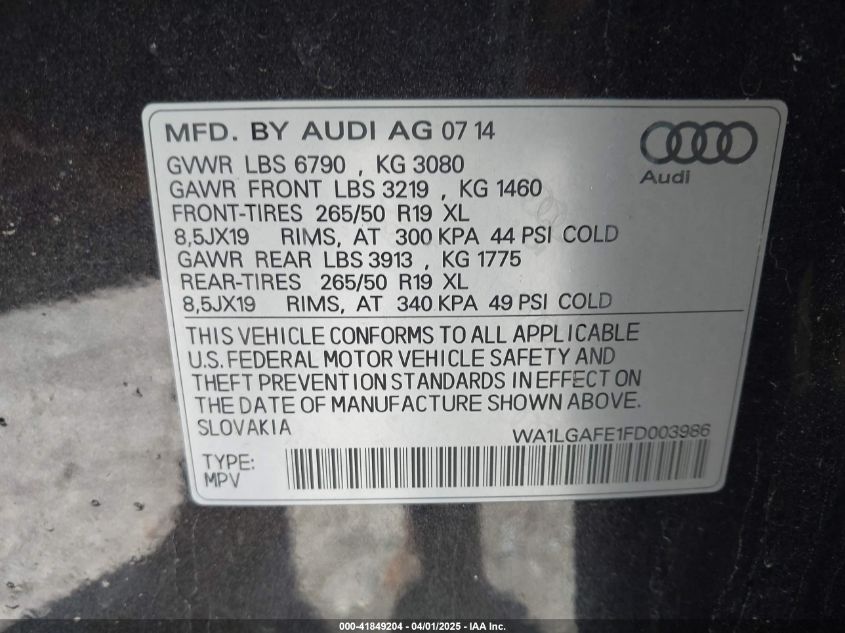 MFD. BY AUDI AG 07 14
Audi
GVWR LBS 6790 , KG 3080
GAWR FRONT LBS 3219 , KG 1460
FRONT-TIRES 265/50 R19 XL
8,5JX19 RIMS, AT 300 KPA 44 PSI COLD
GAWR REAR LBS 3913 , KG 1775
REAR-TIRES 265/50 R19 XL
8,5JX19 RIMS, AT 340 KPA 49 PSI COLD
THIS VEHICLE CONFORMS TO ALL APPLICABLE
U.S. FEDERAL MOTOR VEHICLE SAFETY AND
THEFT PREVENTION STANDARDS IN EFFECT ON
THE DATE OF MANUFACTURE SHOWN ABOVE.
SLOVAKIA
WA1LGAFE1FD003986
TYPE:
MPV
000-41849204 - 04/01/2025 - IAA Inc.